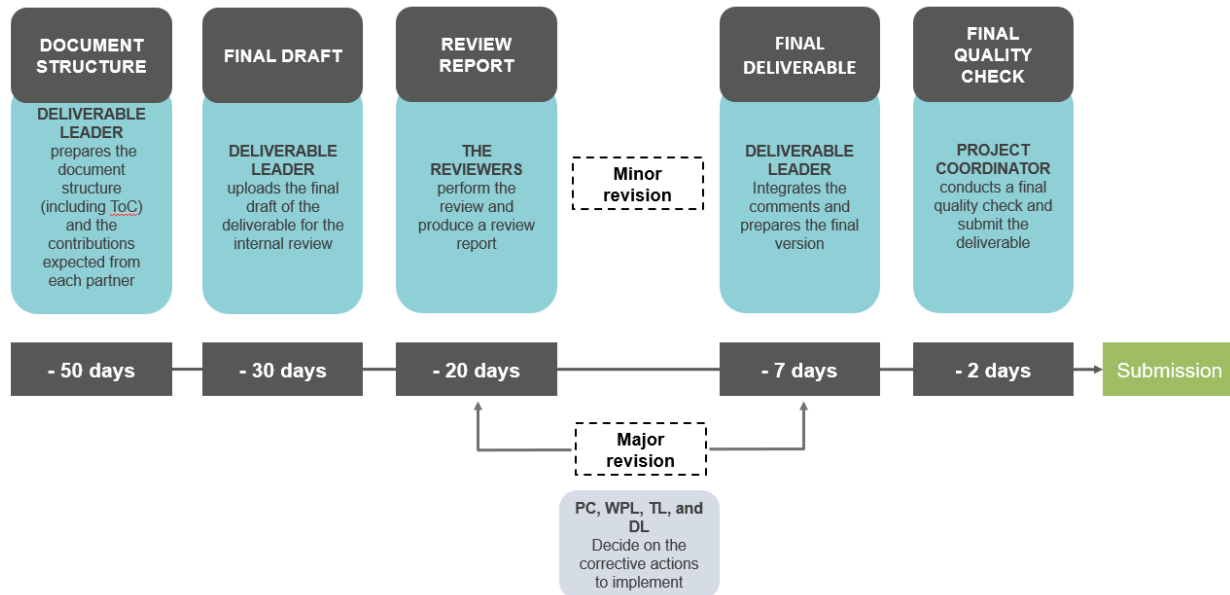 DOCUMENT
STRUCTURE
DELIVERABLE
LEADER
prepares the
document
structure
(including ToC)
and the
contributions
expected from
each partner
FINAL DRAFT
DELIVERABLE
LEADER
uploads the final
draft of the
deliverable for the
internal review
REVIEW
REPORT
THE
REVIEWERS
perform the
review and
produce a review
report
Minor
revision
FINAL
DELIVERABLE
DELIVERABLE
LEADER
Integrates the
comments and
prepares the final
version
FINAL
QUALITY
CHECK
PROJECT
COORDINATOR
conducts a final
quality check and
submit the
deliverable
- 50 days
- 30 days
- 20 days
- 7 days
- 2 days
Submission
Major
revision
PC, WPL, TL, and
DL
Decide on the
corrective actions
to implement